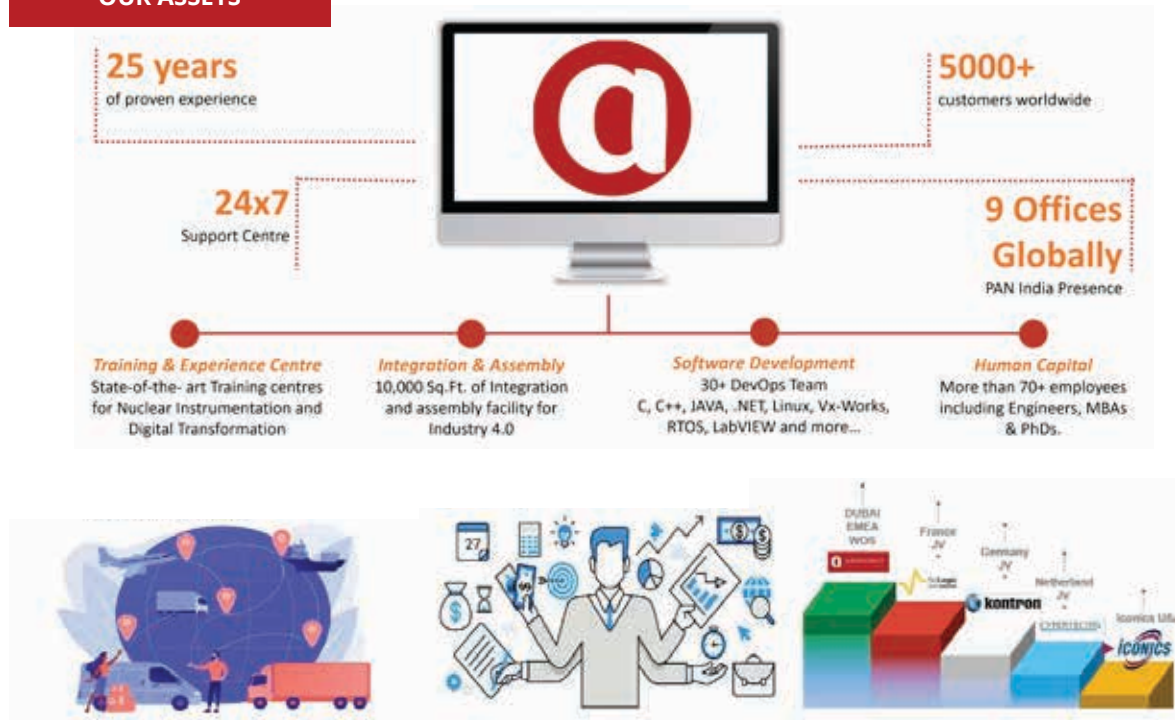 OUR ASSETS
25 years
of proven experience
5000+
customers worldwide
a
24x7
Support Centre
9 Offices
Globally
PAN India Presence
Training & Experience Centre
State-of-the- art Training centres
for Nuclear Instrumentation and
Digital Transformation
Integration & Assembly
10,000 Sq.Ft. of Integration
and assembly facility for
Industry 4.0
Software Development
30+ DevOps Team
C, C++, JAVA, .NET, Linux, Vx-Works,
RTOS, LabVIEW and more...
Human Capital
More than 70+ employees
including Engineers, MBAs
& PhDs.
27
DUBAI
EMEA
WOS
France
JV
Germany
JV
kontron
Netherland
JV
Iconics
ICONICS